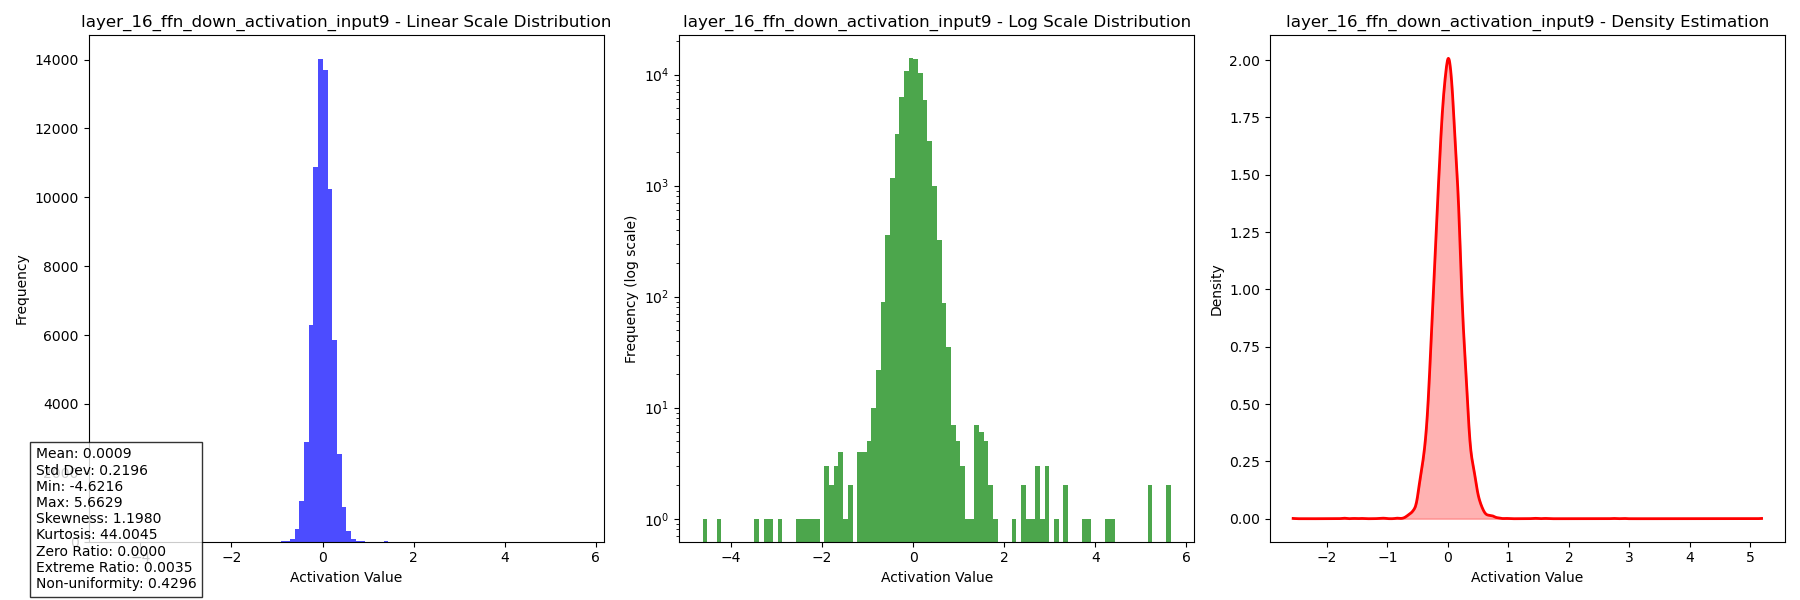 layer_16_ffn_down_activation_input9 - Linear Scale Distribution
14000
12000
10000
8000
6000
4000
2000
0
Frequency
−4
−2
0
2
4
6
Activation Value
Mean: 0.0009
Std Dev: 0.2196
Min: -4.6216
Max: 5.6629
Skewness: 1.1980
Kurtosis: 44.0045
Zero Ratio: 0.0000
Extreme Ratio: 0.0035
Non-uniformity: 0.4296
layer_16_ffn_down_activation_input9 - Log Scale Distribution
10⁴
10³
10²
10¹
10⁰
Frequency (log scale)
−4
−2
0
2
4
6
Activation Value
layer_16_ffn_down_activation_input9 - Density Estimation
2.00
1.75
1.50
1.25
1.00
0.75
0.50
0.25
0.00
Density
−2
−1
0
1
2
3
4
5
Activation Value